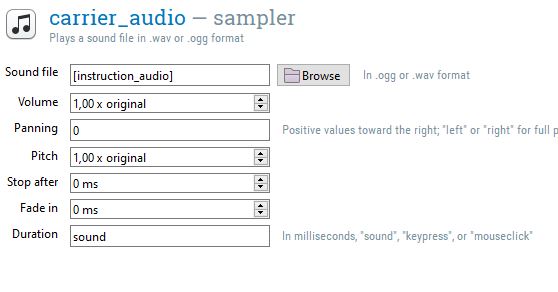 carrier_audio – sampler
Plays a sound file in .wav or .ogg format
Sound file [instruction_audio] Browse In .ogg or .wav format
Volume 1,00 x original
Panning 0 Positive values toward the right; "left" or "right" for full p
Pitch 1,00 x original
Stop after 0 ms
Fade in 0 ms
Duration sound In milliseconds, "sound", "keypress", or "mouseclick"